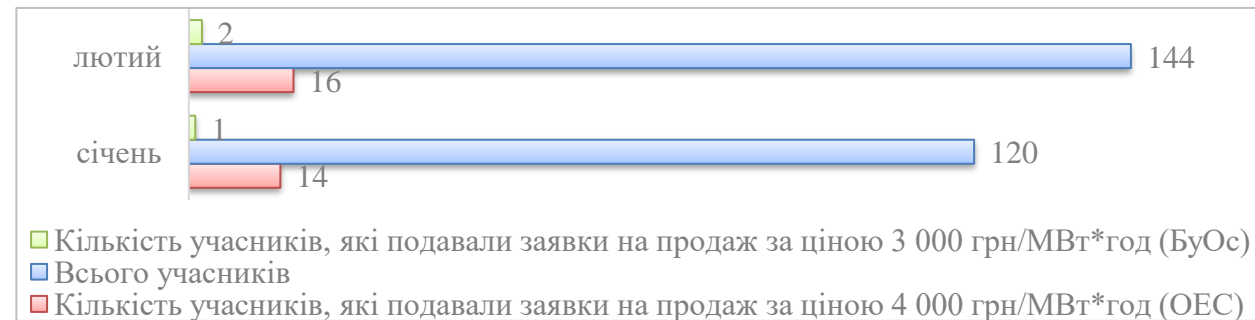 2
лютий
144
16
1
січень
120
14
Кількість учасників, які подавали заявки на продаж за ціною 3 000 грн/МВт*год (БуОс)
Всього учасників
Кількість учасників, які подавали заявки на продаж за ціною 4 000 грн/МВт*год (ОЕС)